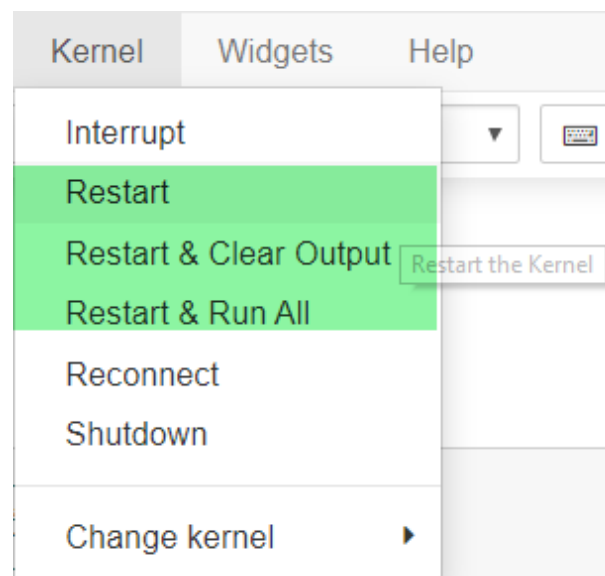 Kernel Widgets Help
Interrupt
Restart
Restart & Clear Output
Restart the Kernel
Restart & Run All
Reconnect
Shutdown
Change kernel